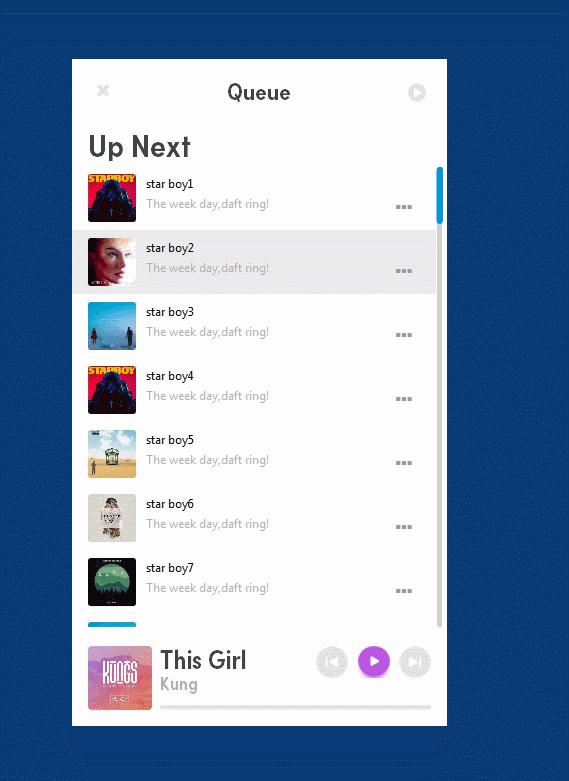 Queue
Up Next
STARBOY
star boy1
The week day,daft ring!
star boy2
The week day,daft ring!
star boy3
The week day,daft ring!
STARBOY
star boy4
The week day,daft ring!
star boy5
The week day,daft ring!
star boy6
The week day,daft ring!
star boy7
The week day,daft ring!
KUNGS
This Girl
Kung